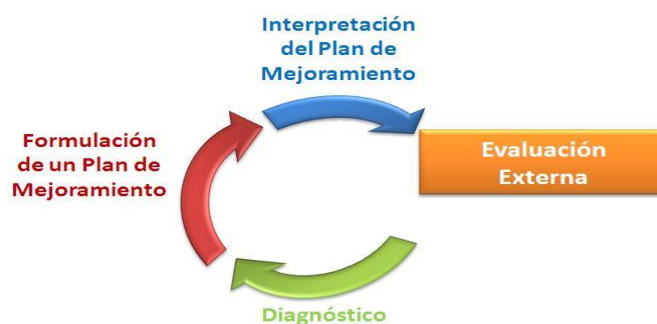 Interpretación
del Plan de
Mejoramiento
Formulación
de un Plan de
Mejoramiento
Evaluación
Externa
Diagnóstico